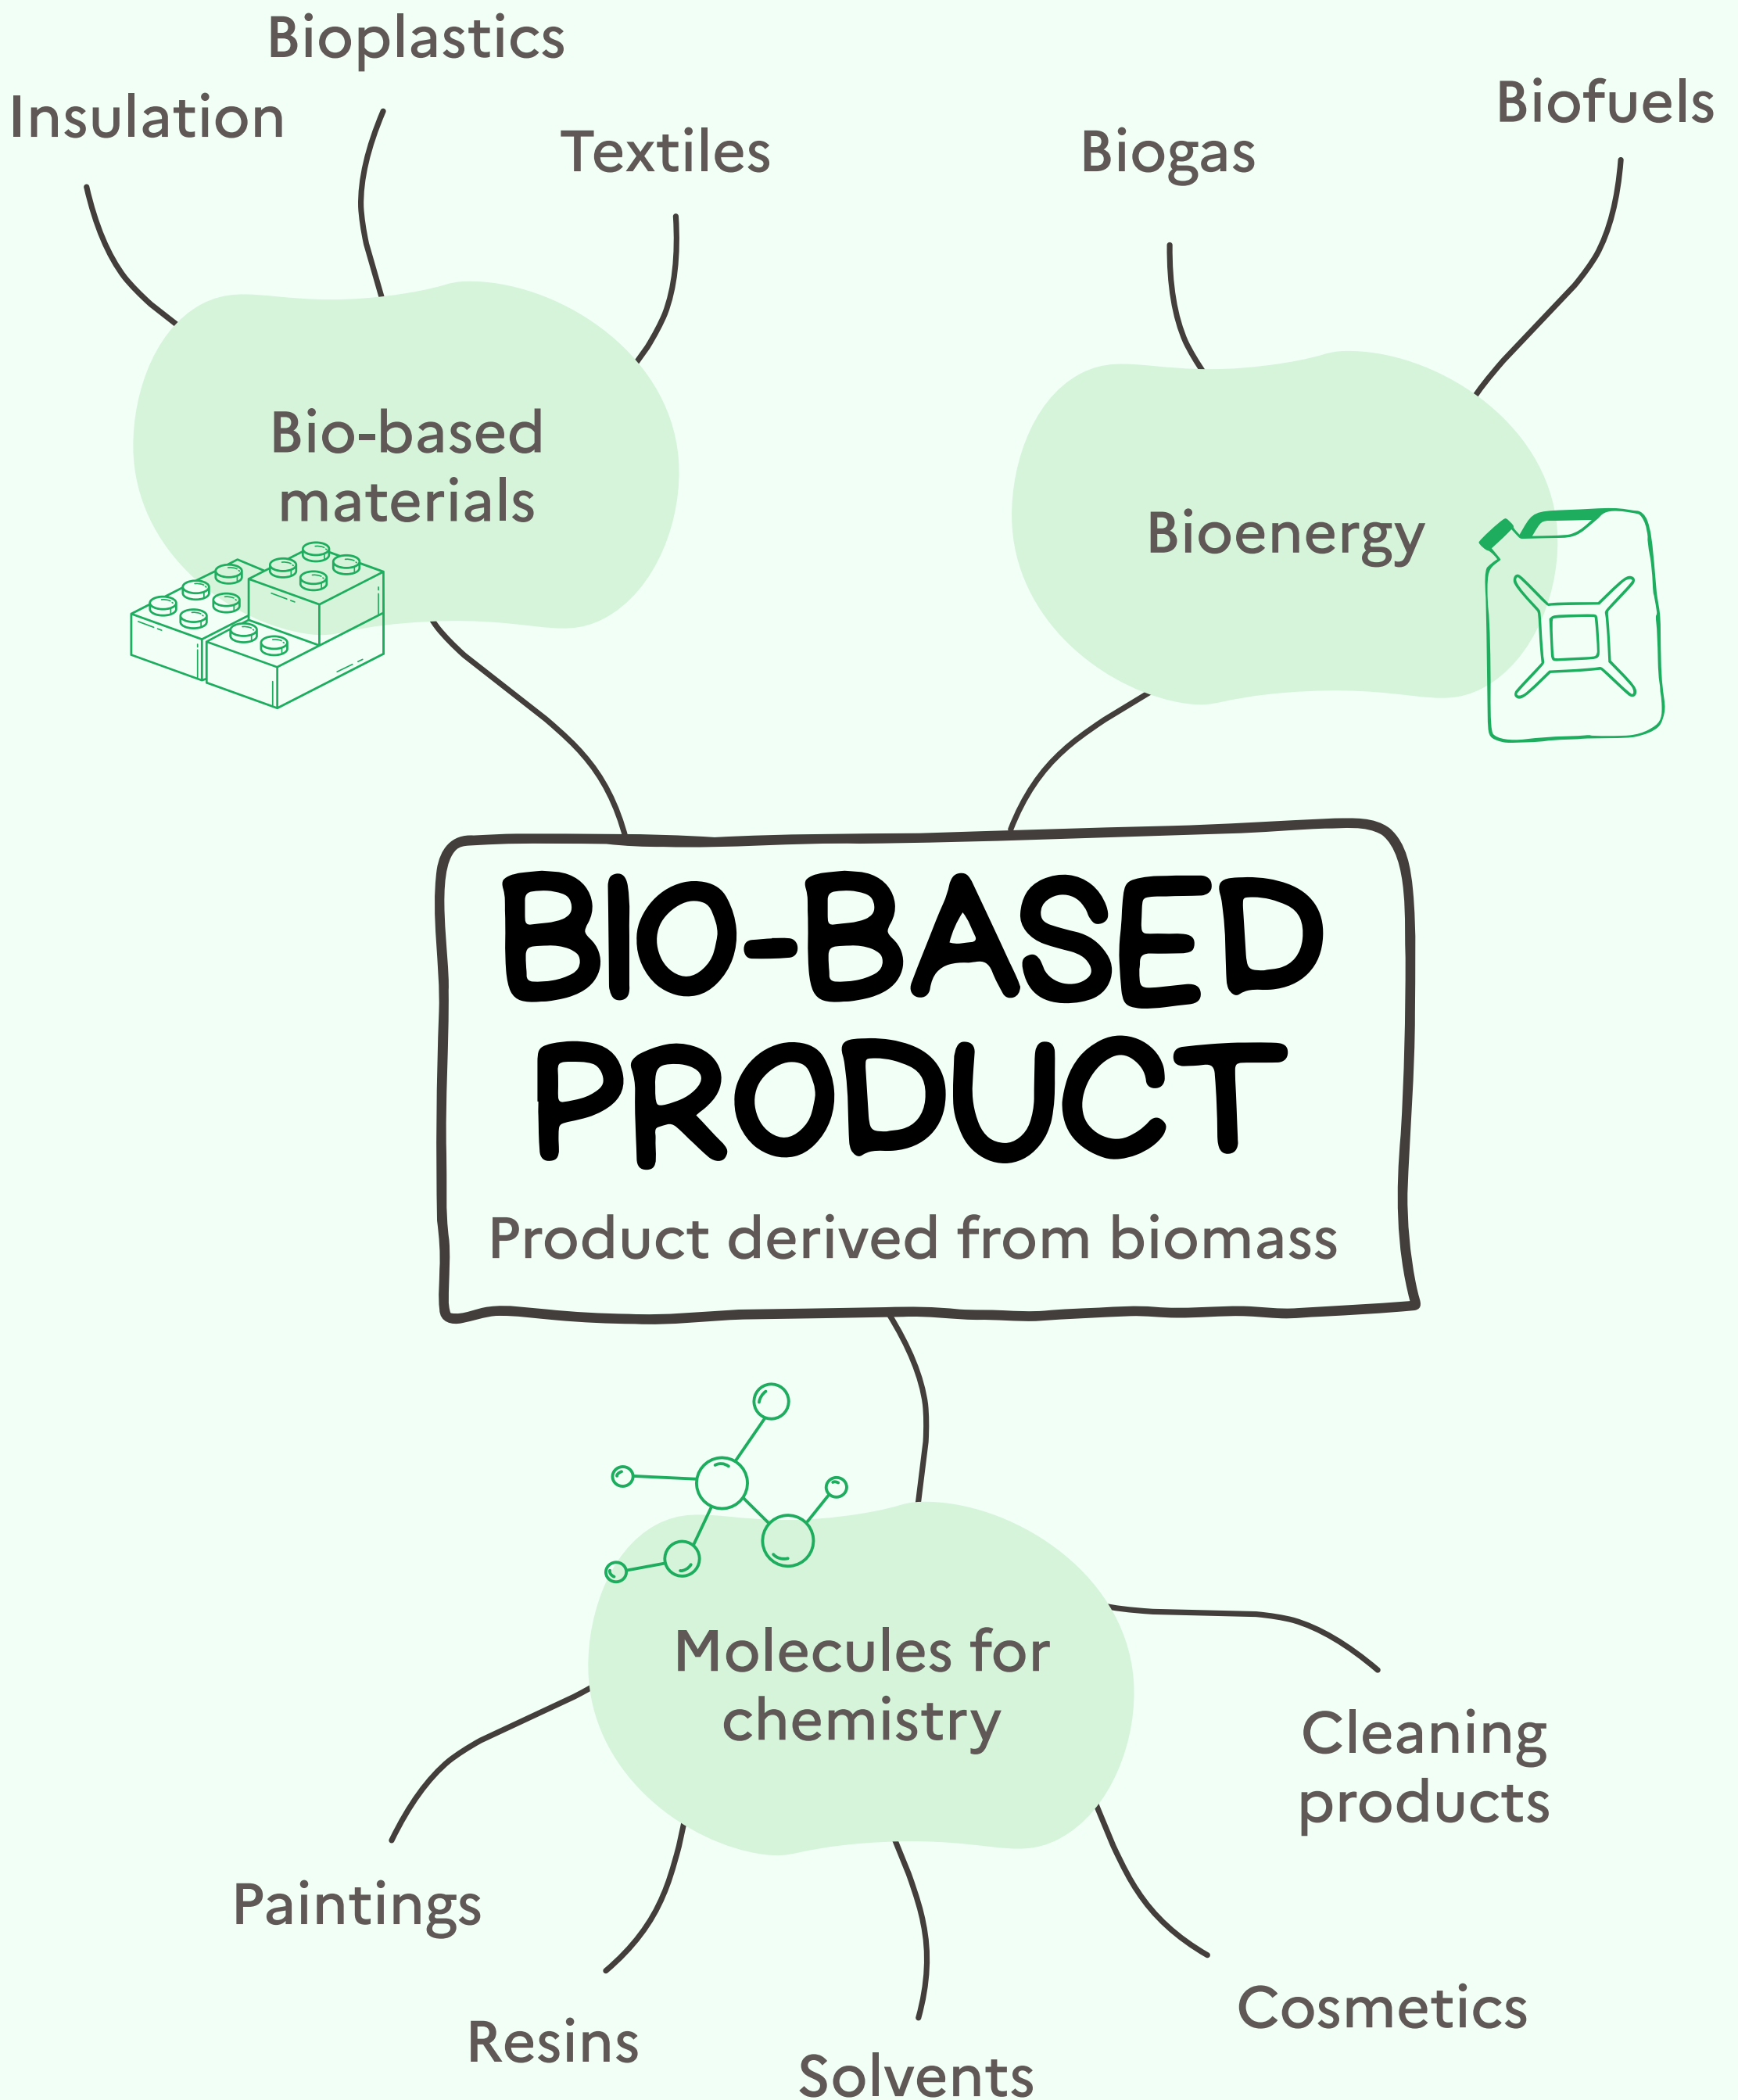 Bioplastics
Insulation
Textiles
Biogas
Biofuels
Bio-based
materials
Bioenergy
BIO-BASED
PRODUCT
Product derived from biomass
Molecules for
chemistry
Cleaning
products
Paintings
Cosmetics
Resins
Solvents